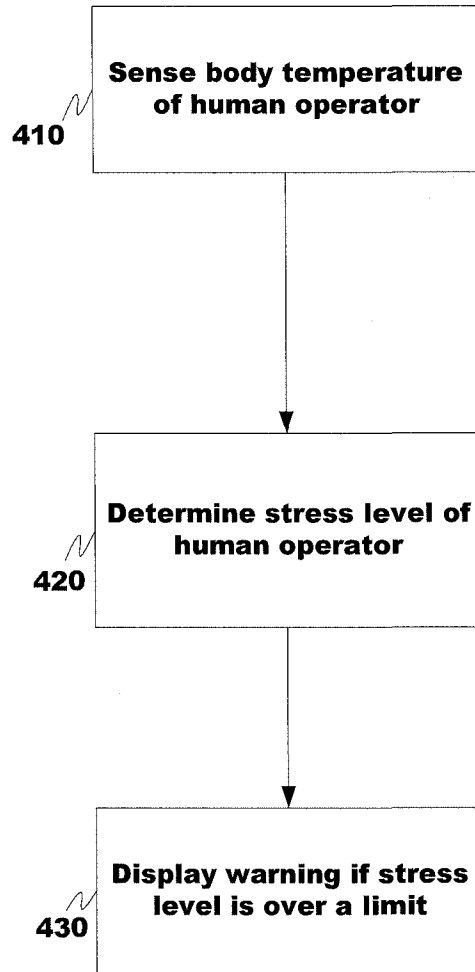 Sense body temperature
of human operator
410
Determine stress level of
human operator
420
Display warning if stress
level is over a limit
430